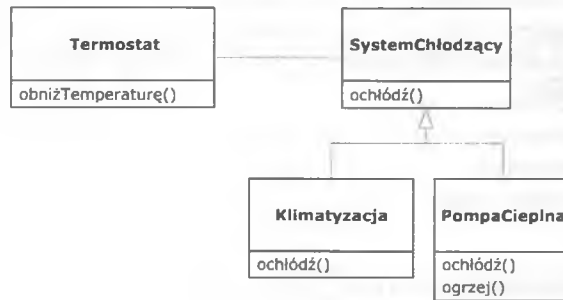 Termostat
obniżTemperaturę()
SystemChłodzący
ochłódź()
Klimatyzacja
ochłódź()
PompaCieplna
ochłódź()
ogrzej()